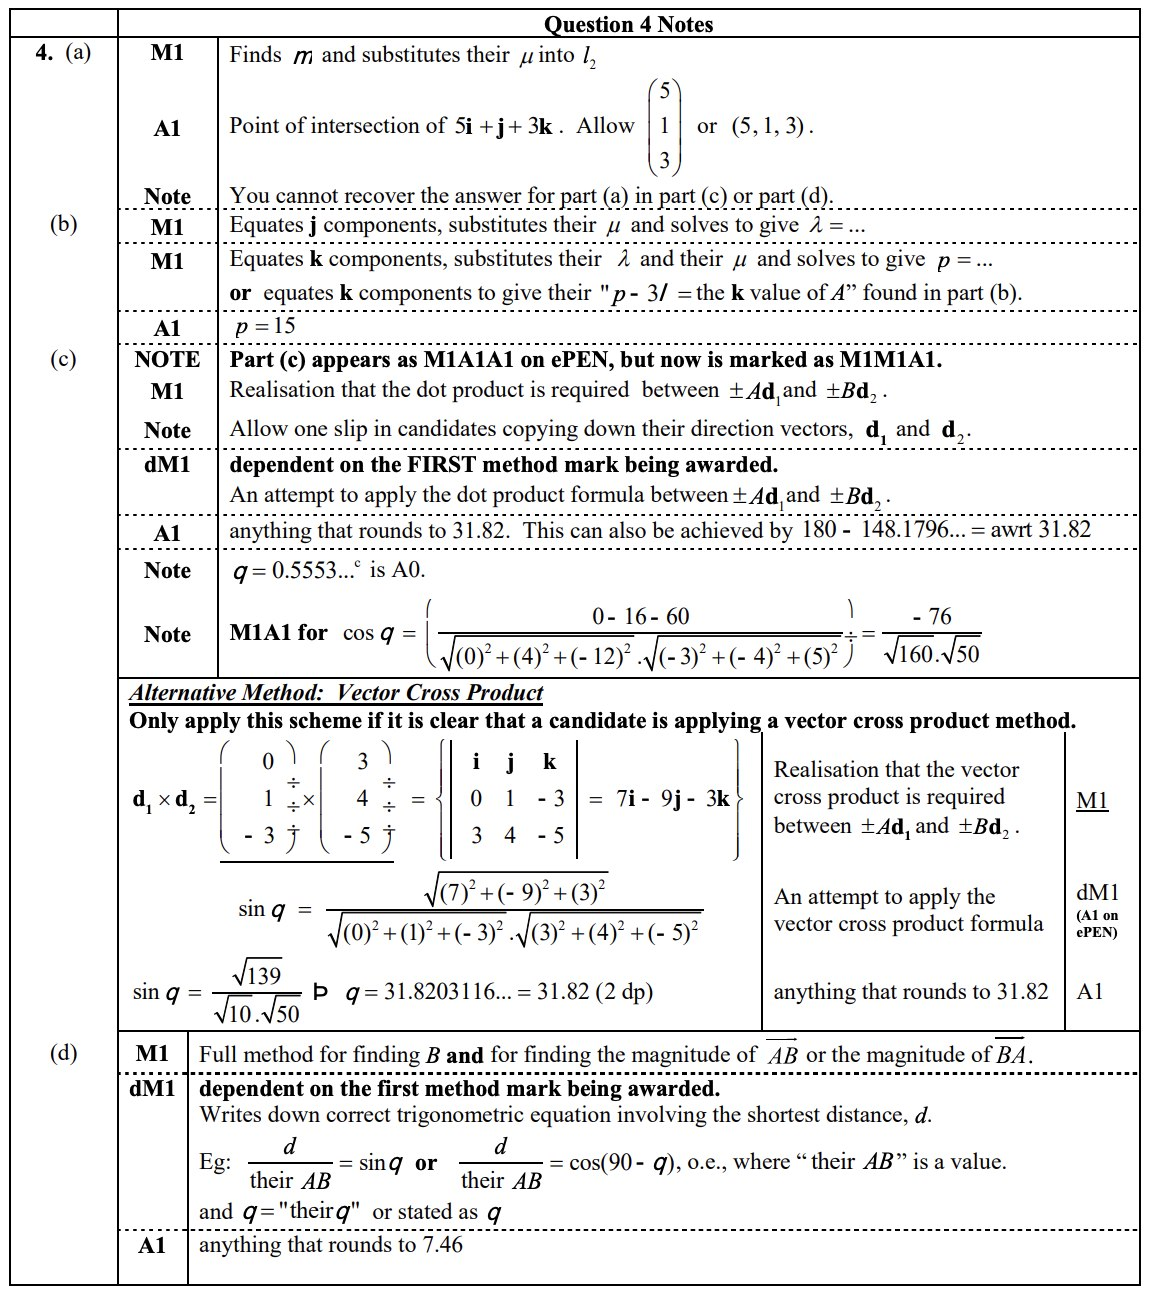 Question 4 Notes
4. (a) M1 Finds m and substitutes their μ into l₂
A1 Point of intersection of 5i + j + 3k . Allow ( 5 1 3 ) or (5, 1, 3).
Note You cannot recover the answer for part (a) in part (c) or part (d).
(b) M1 Equates j components, substitutes their μ and solves to give λ = ...
M1 Equates k components, substitutes their λ and their μ and solves to give p = ...
or equates k components to give their "p - 3l = the k value of A” found in part (b).
A1 p = 15
(c) NOTE Part (c) appears as M1A1A1 on ePEN, but now is marked as M1M1A1.
M1 Realisation that the dot product is required between ±Ad₁ and ±Bd₂ .
Note Allow one slip in candidates copying down their direction vectors, d₁ and d₂.
dM1 dependent on the FIRST method mark being awarded.
An attempt to apply the dot product formula between ±Ad₁ and ±Bd₂ .
A1 anything that rounds to 31.82. This can also be achieved by 180 - 148.1796... = awrt 31.82
Note q = 0.5553...ᶜ is A0.
Note M1A1 for cos q = ( 0 - 16 - 60 / √(0)² + (4)² + (- 12)² .√(- 3)² + (- 4)² + (5)² ) ÷ = - 76 / √160.√50
Alternative Method: Vector Cross Product
Only apply this scheme if it is clear that a candidate is applying a vector cross product method.
d₁ × d₂ = ( 0 1 - 3 ) ÷ ÷ × ( 3 4 - 5 ) ÷ ÷ = { | i j k 0 1 - 3 3 4 - 5 | = 7i - 9j - 3k } Realisation that the vector cross product is required between ±Ad₁ and ±Bd₂ . M1
sin q = √(7)² + (- 9)² + (3)² / √(0)² + (1)² + (- 3)² .√(3)² + (4)² + (- 5)² An attempt to apply the vector cross product formula dM1 (A1 on ePEN)
sin q = √139 / √10.√50 Þ q = 31.8203116... = 31.82 (2 dp) anything that rounds to 31.82 A1
(d) M1 Full method for finding B and for finding the magnitude of AB or the magnitude of BA.
dM1 dependent on the first method mark being awarded.
Writes down correct trigonometric equation involving the shortest distance, d.
Eg: d / their AB = sin q or d / their AB = cos(90 - q), o.e., where “ their AB” is a value.
and q = "their q" or stated as q
A1 anything that rounds to 7.46